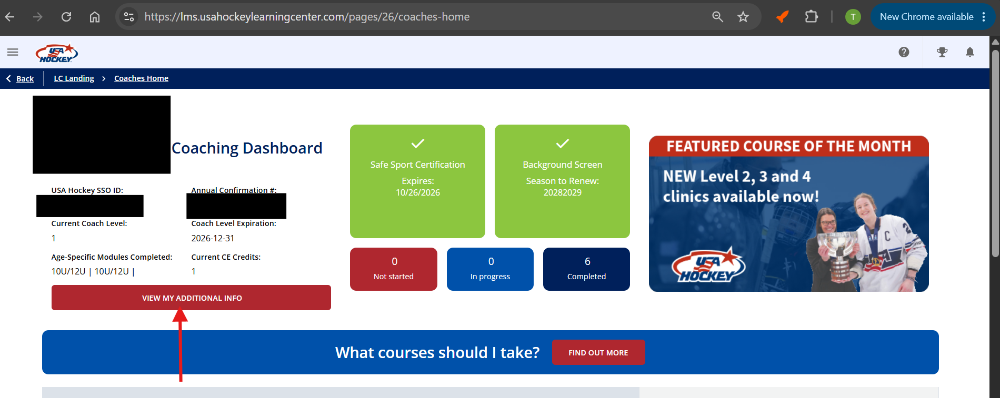 https://lms.usahockeylearningcenter.com/pages/26/coaches-home
T
New Chrome available
USA
HOCKEY
Back
LC Landing
Coaches Home
Coaching Dashboard
USA Hockey SSO ID:
Annual Confirmation #:
Current Coach Level:
Coach Level Expiration:
1
2026-12-31
Age-Specific Modules Completed:
Current CE Credits:
10U/12U | 10U/12U |
1
VIEW MY ADDITIONAL INFO
Safe Sport Certification
Expires:
10/26/2026
Background Screen
Season to Renew:
20282029
0
Not started
0
In progress
6
Completed
FEATURED COURSE OF THE MONTH
NEW Level 2, 3 and 4
clinics available now!
USA
HOCKEY
C
2
What courses should I take?
FIND OUT MORE